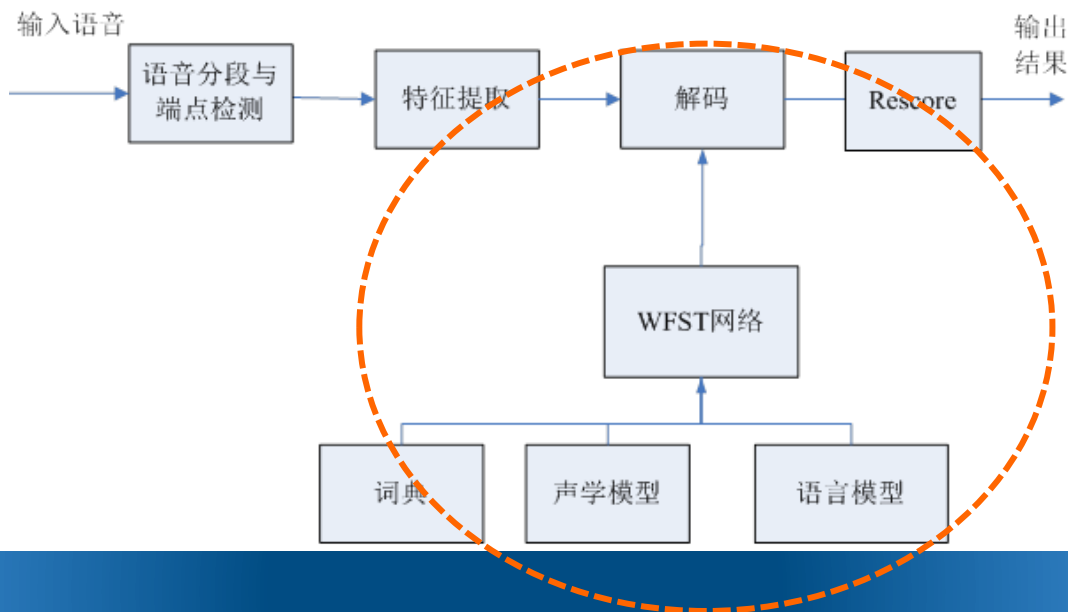 输入语音
语音分段与
端点检测
特征提取
解码
Rescore
输出
结果
WFST网络
词典
声学模型
语言模型